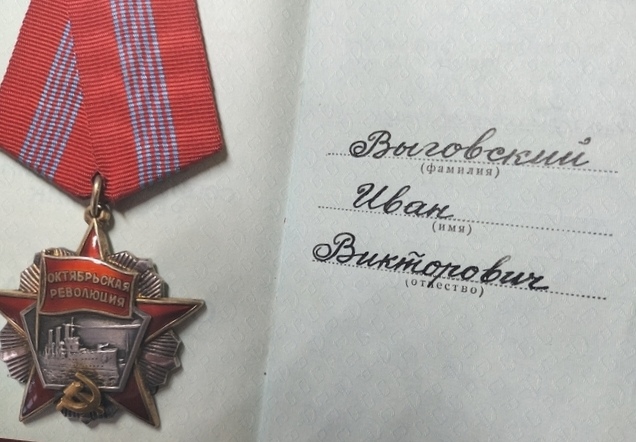 ОКТЯБРЬСКАЯ
РЕВОЛЮЦИЯ
Выговский
(фамилия)
Иван
(имя)
Викторович
(отчество)